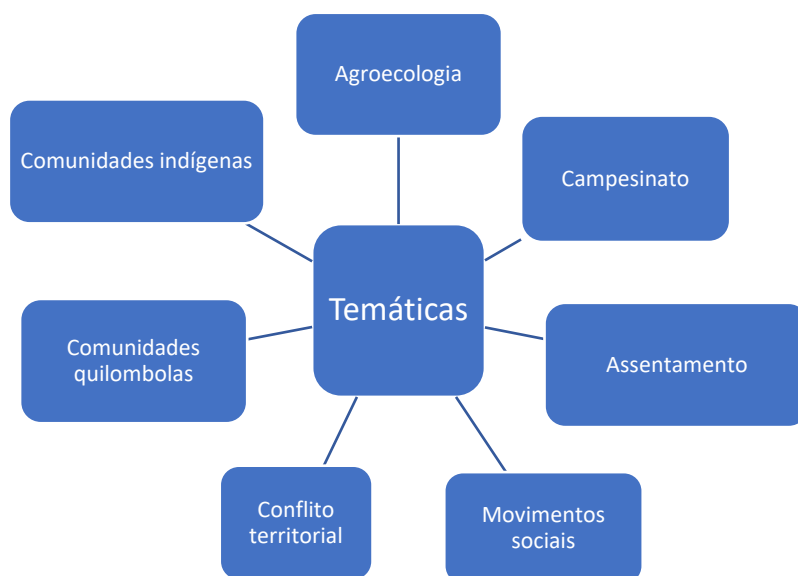 Agroecologia
Comunidades indígenas
Campesinato
Temáticas
Comunidades
quilombolas
Assentamento
Conflito
territorial
Movimentos
sociais